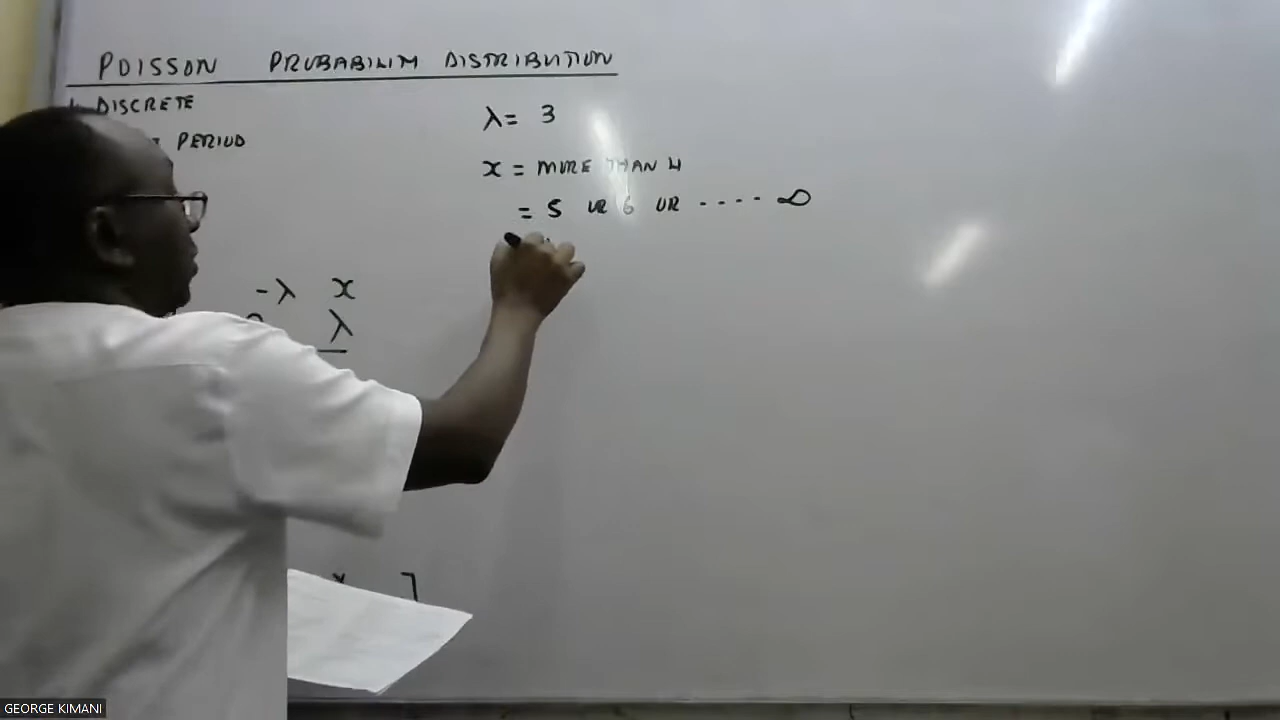 POISSON PROBABILITY DISTRIBUTION
DISCRETE
PERIOD
λ = 3
x = MORE THAN 4
= 5 OR 6 OR ---- ∞
-λ x
λ
x ]
GEORGE KIMANI